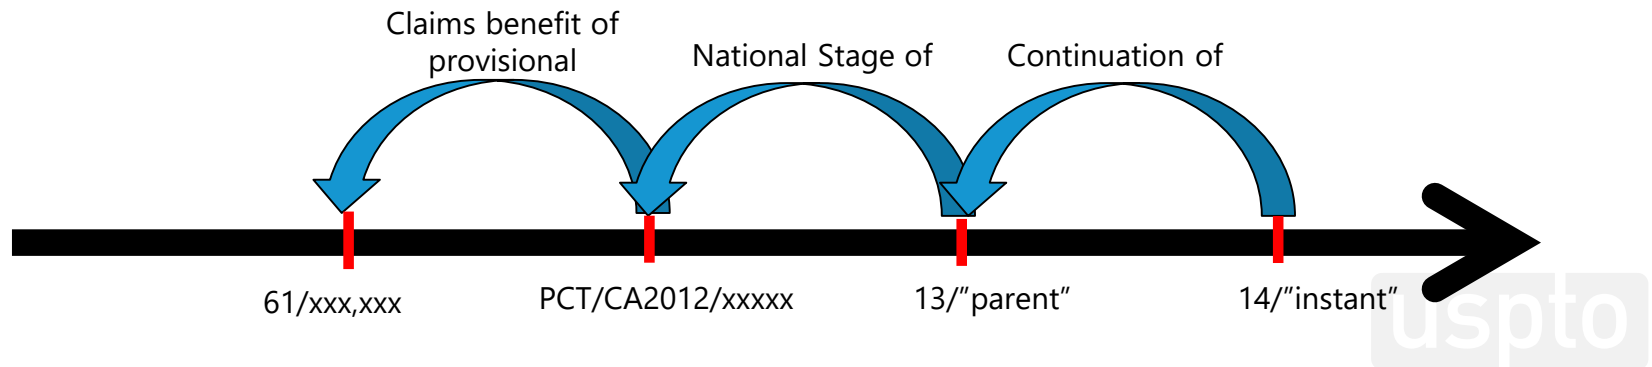 Claims benefit of
provisional
National Stage of
Continuation of
61/xxx,xxx
PCT/CA2012/xxxxx
13/”parent”
14/”instant”
uspto